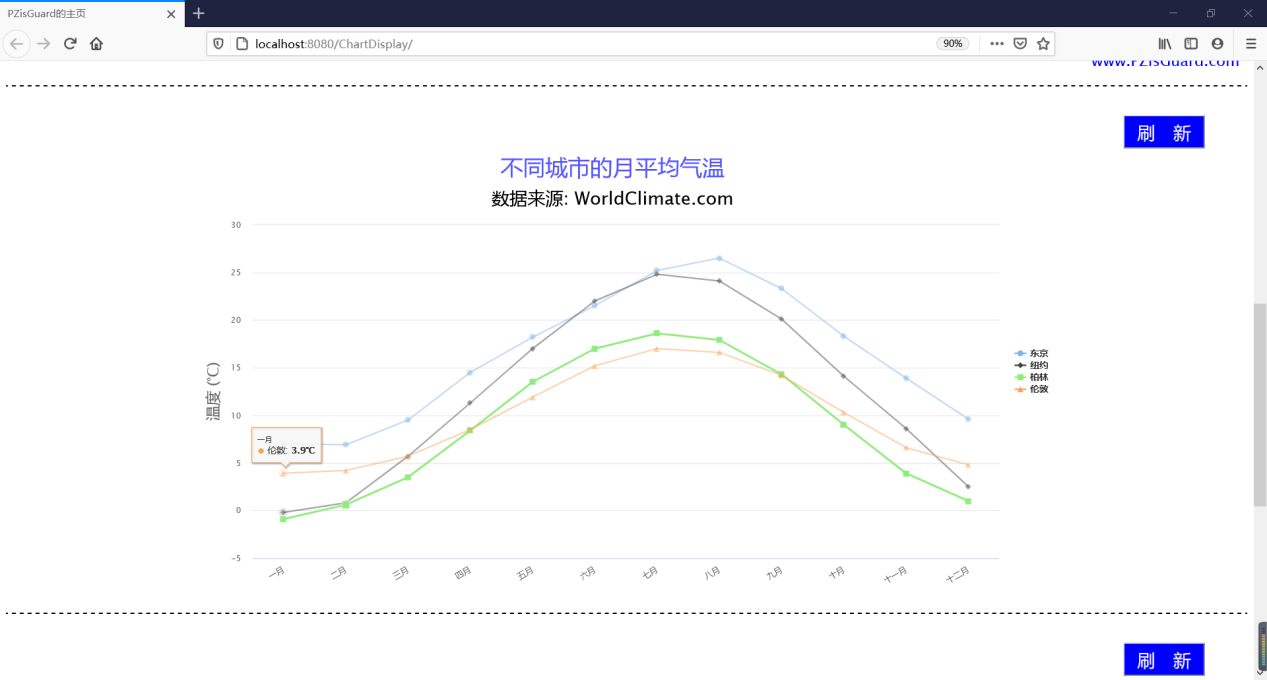 PZisGuard的主页
localhost:8080/ChartDisplay/
90%
www.PZisGuard.com
刷 新
不同城市的月平均气温
数据来源: WorldClimate.com
30
25
20
15
10
5
0
-5
温度 (℃)
一月
伦敦: 3.9℃
东京
纽约
柏林
伦敦
一月
二月
三月
四月
五月
六月
七月
八月
九月
十月
十一月
十二月
刷 新